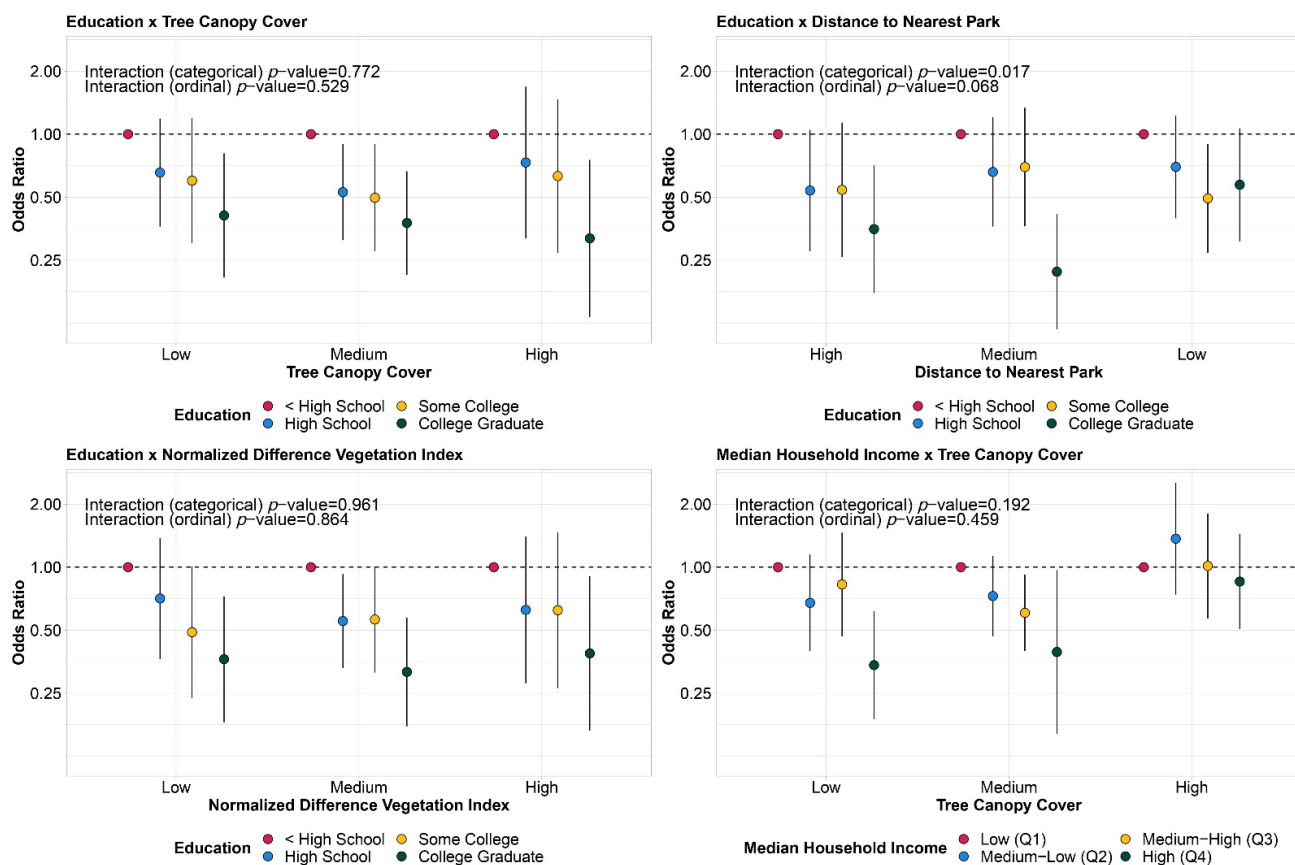 Education x Tree Canopy Cover
Interaction (categorical) p−value=0.772
Interaction (ordinal) p−value=0.529
2.00
1.00
0.50
0.25
Odds Ratio
Low Medium High
Tree Canopy Cover
Education < High School Some College
High School College Graduate
Education x Distance to Nearest Park
Interaction (categorical) p−value=0.017
Interaction (ordinal) p−value=0.068
2.00
1.00
0.50
0.25
Odds Ratio
High Medium Low
Distance to Nearest Park
Education < High School Some College
High School College Graduate
Education x Normalized Difference Vegetation Index
Interaction (categorical) p−value=0.961
Interaction (ordinal) p−value=0.864
2.00
1.00
0.50
0.25
Odds Ratio
Low Medium High
Normalized Difference Vegetation Index
Education < High School Some College
High School College Graduate
Median Household Income x Tree Canopy Cover
Interaction (categorical) p−value=0.192
Interaction (ordinal) p−value=0.459
2.00
1.00
0.50
0.25
Odds Ratio
Low Medium High
Tree Canopy Cover
Median Household Income Low (Q1) Medium−High (Q3)
Medium−Low (Q2) High (Q4)